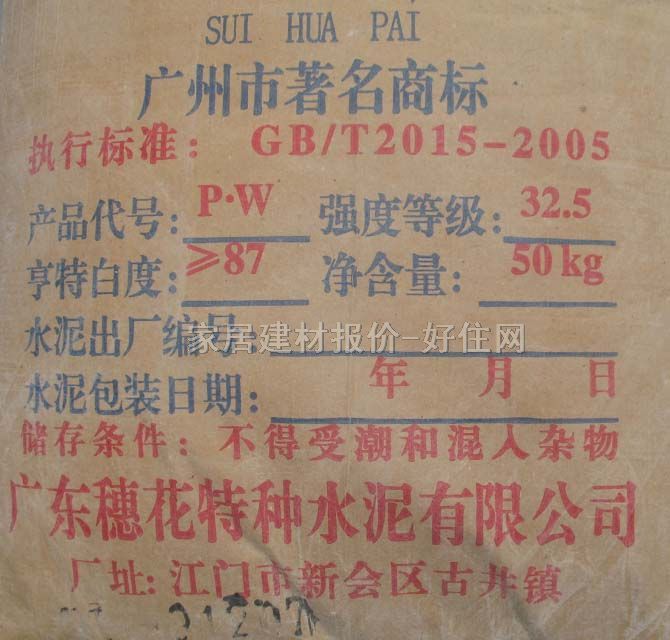 SUI HUA PAI
广州市著名商标
执行标准： GB/T2015-2005
产品代号： P·W 强度等级： 32.5
亨特白度： ≥87 净含量： 50kg
水泥出厂编号
家居建材报价-好住网
水泥包装日期： 年 月 日
储存条件：不得受潮和混入杂物
广东穗花特种水泥有限公司
厂址：江门市新会区古井镇